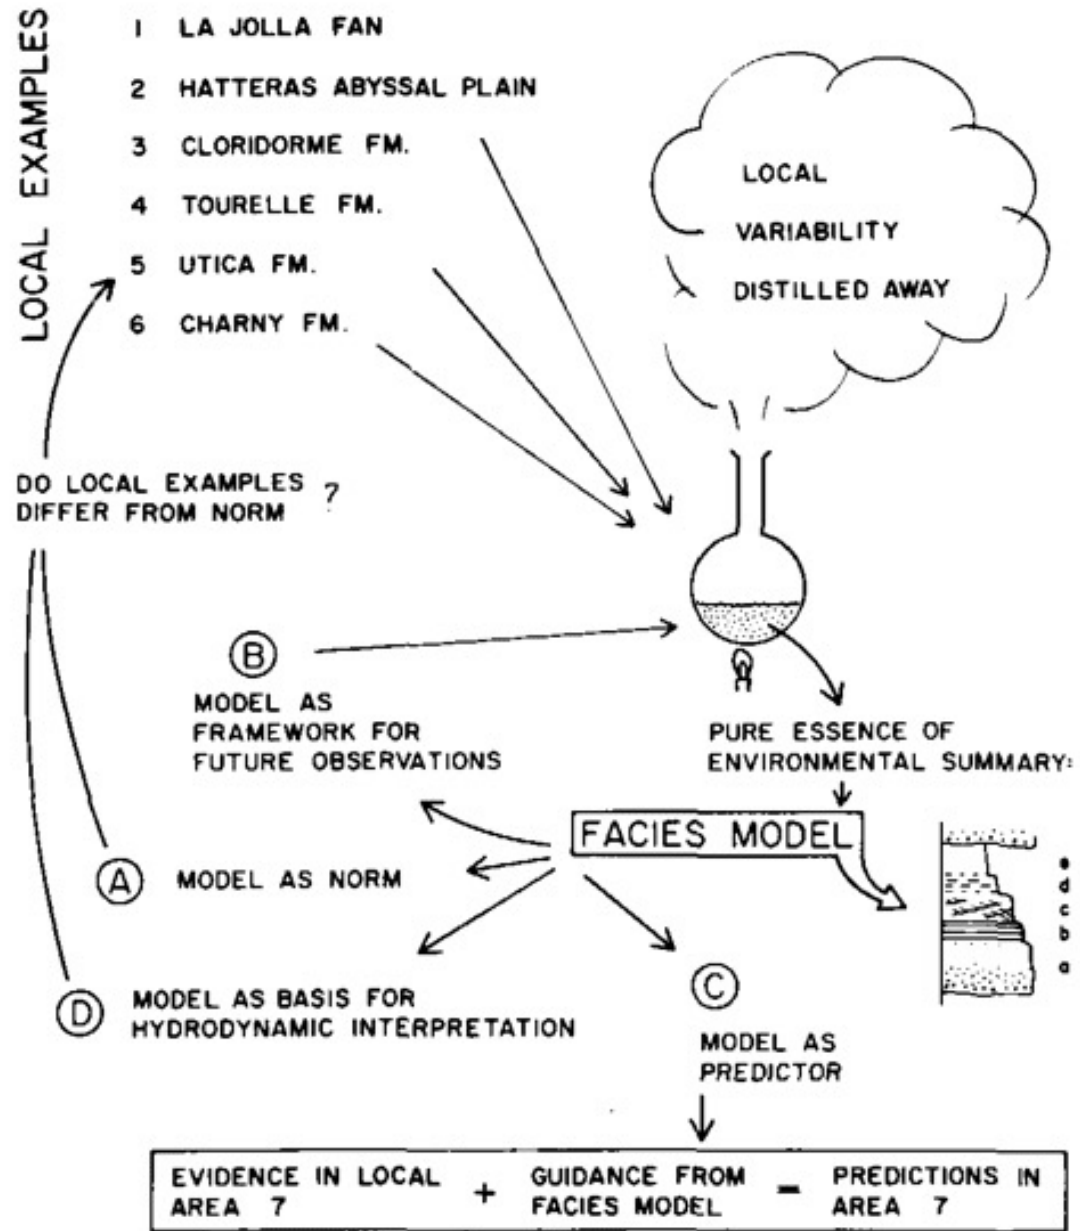 LOCAL EXAMPLES
1 LA JOLLA FAN
2 HATTERAS ABYSSAL PLAIN
3 CLORIDORME FM.
4 TOURELLE FM.
5 UTICA FM.
6 CHARNY FM.
LOCAL
VARIABILITY
DISTILLED AWAY
DO LOCAL EXAMPLES
DIFFER FROM NORM ?
B
MODEL AS
FRAMEWORK FOR
FUTURE OBSERVATIONS
PURE ESSENCE OF
ENVIRONMENTAL SUMMARY:
FACIES MODEL
e
d
c
b
a
A MODEL AS NORM
D MODEL AS BASIS FOR
HYDRODYNAMIC INTERPRETATION
C
MODEL AS
PREDICTOR
EVIDENCE IN LOCAL
AREA 7
+
GUIDANCE FROM
FACIES MODEL
=
PREDICTIONS IN
AREA 7